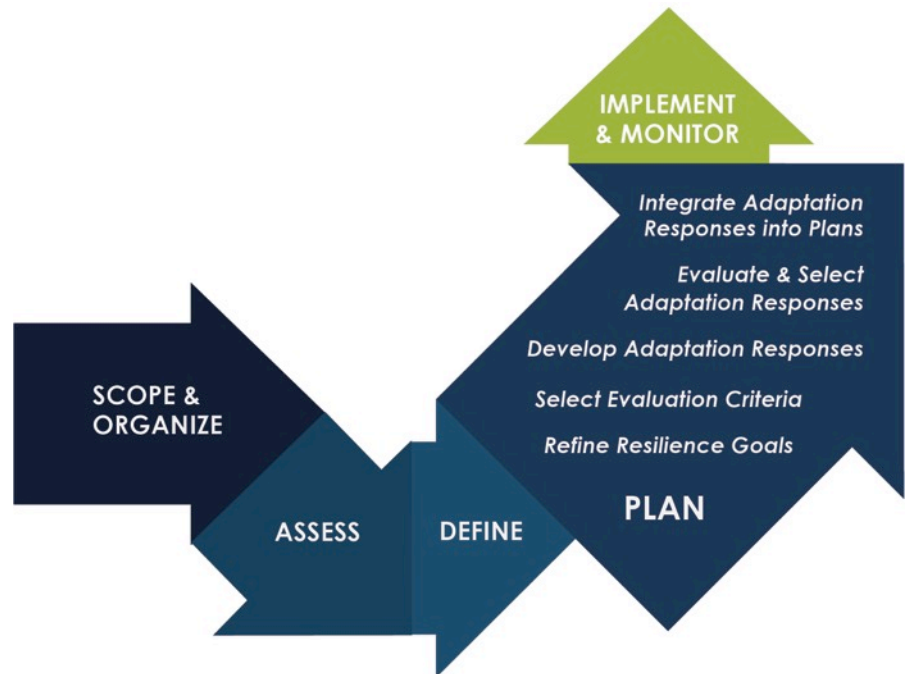 SCOPE &
ORGANIZE
ASSESS
DEFINE
PLAN
Refine Resilience Goals
Select Evaluation Criteria
Develop Adaptation Responses
Evaluate & Select
Adaptation Responses
Integrate Adaptation
Responses into Plans
IMPLEMENT
& MONITOR